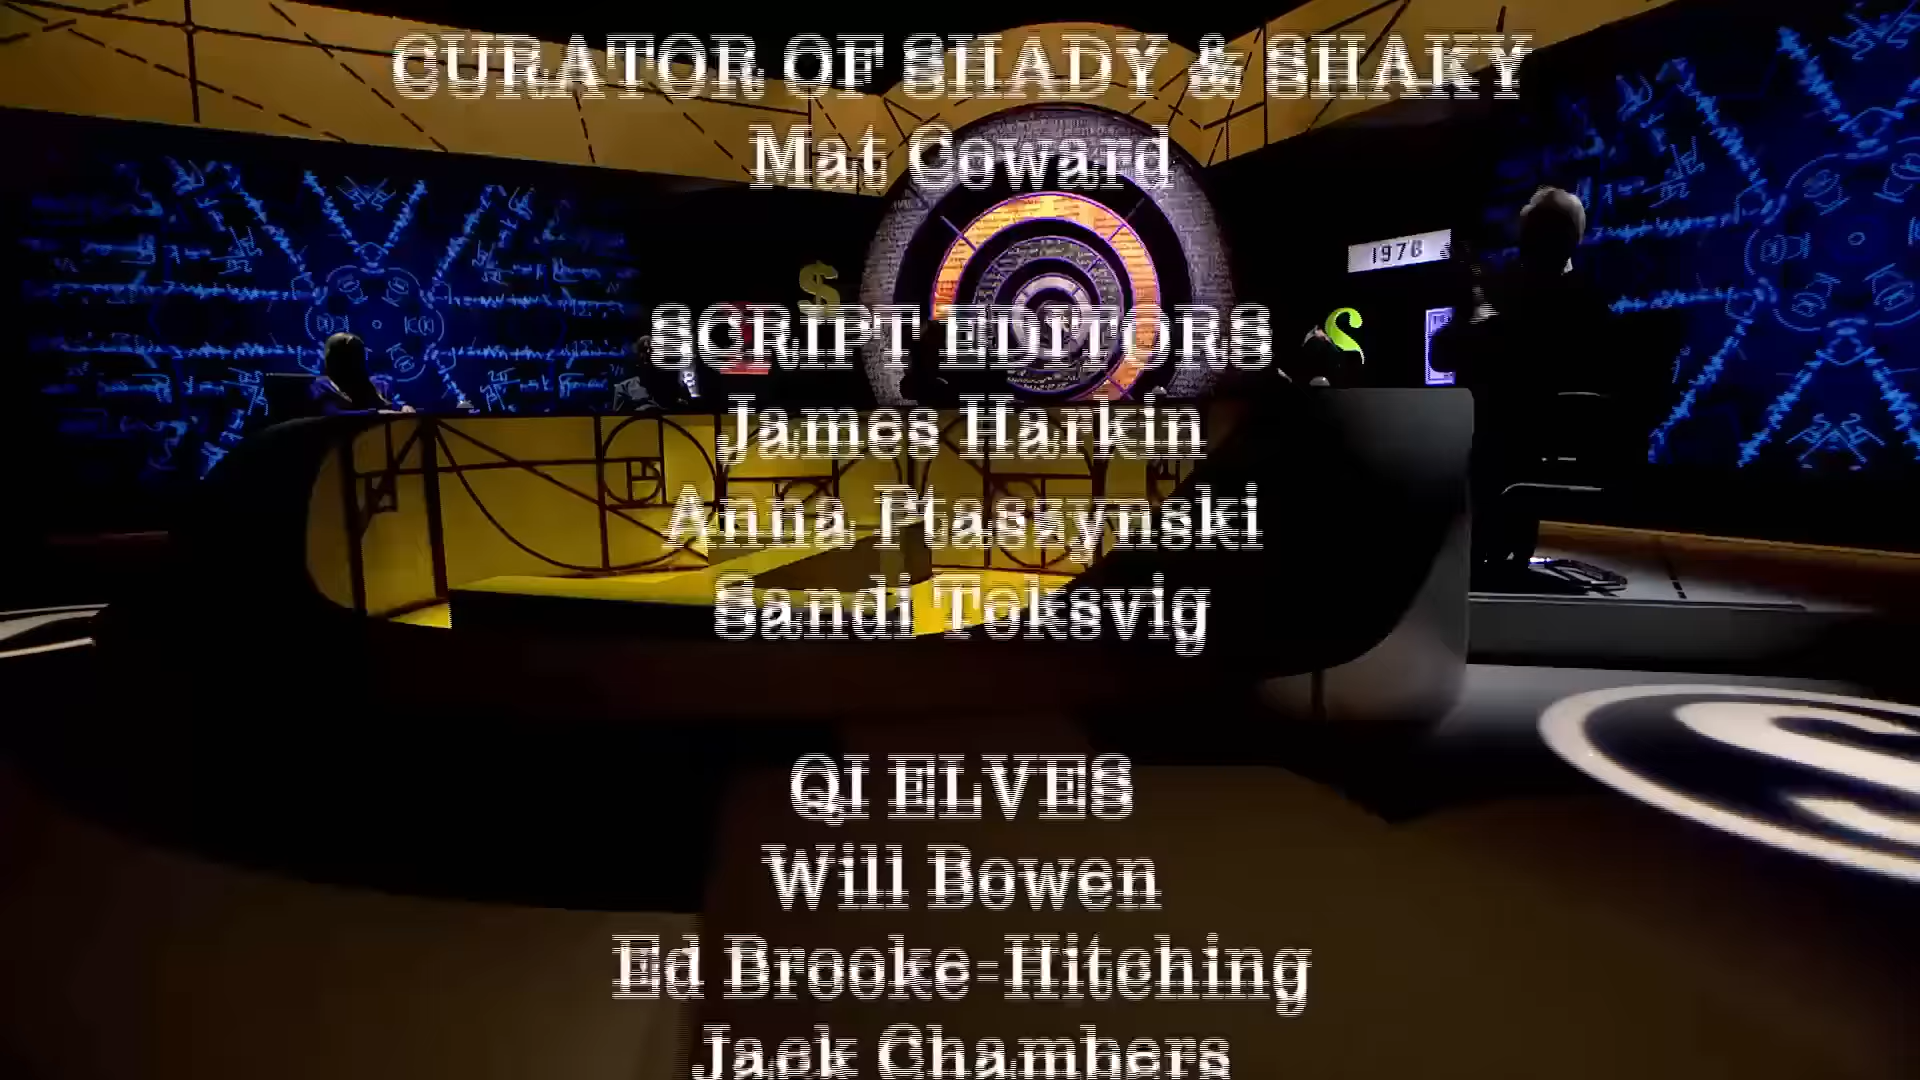 CURATOR OF SHADY & SHAKY
Mat Coward
1978
SCRIPT EDITORS
James Harkin
Anna Ptaszynski
Sandi Toksvig
QI ELVES
Will Bowen
Ed Brooke-Hitching
Jack Chambers